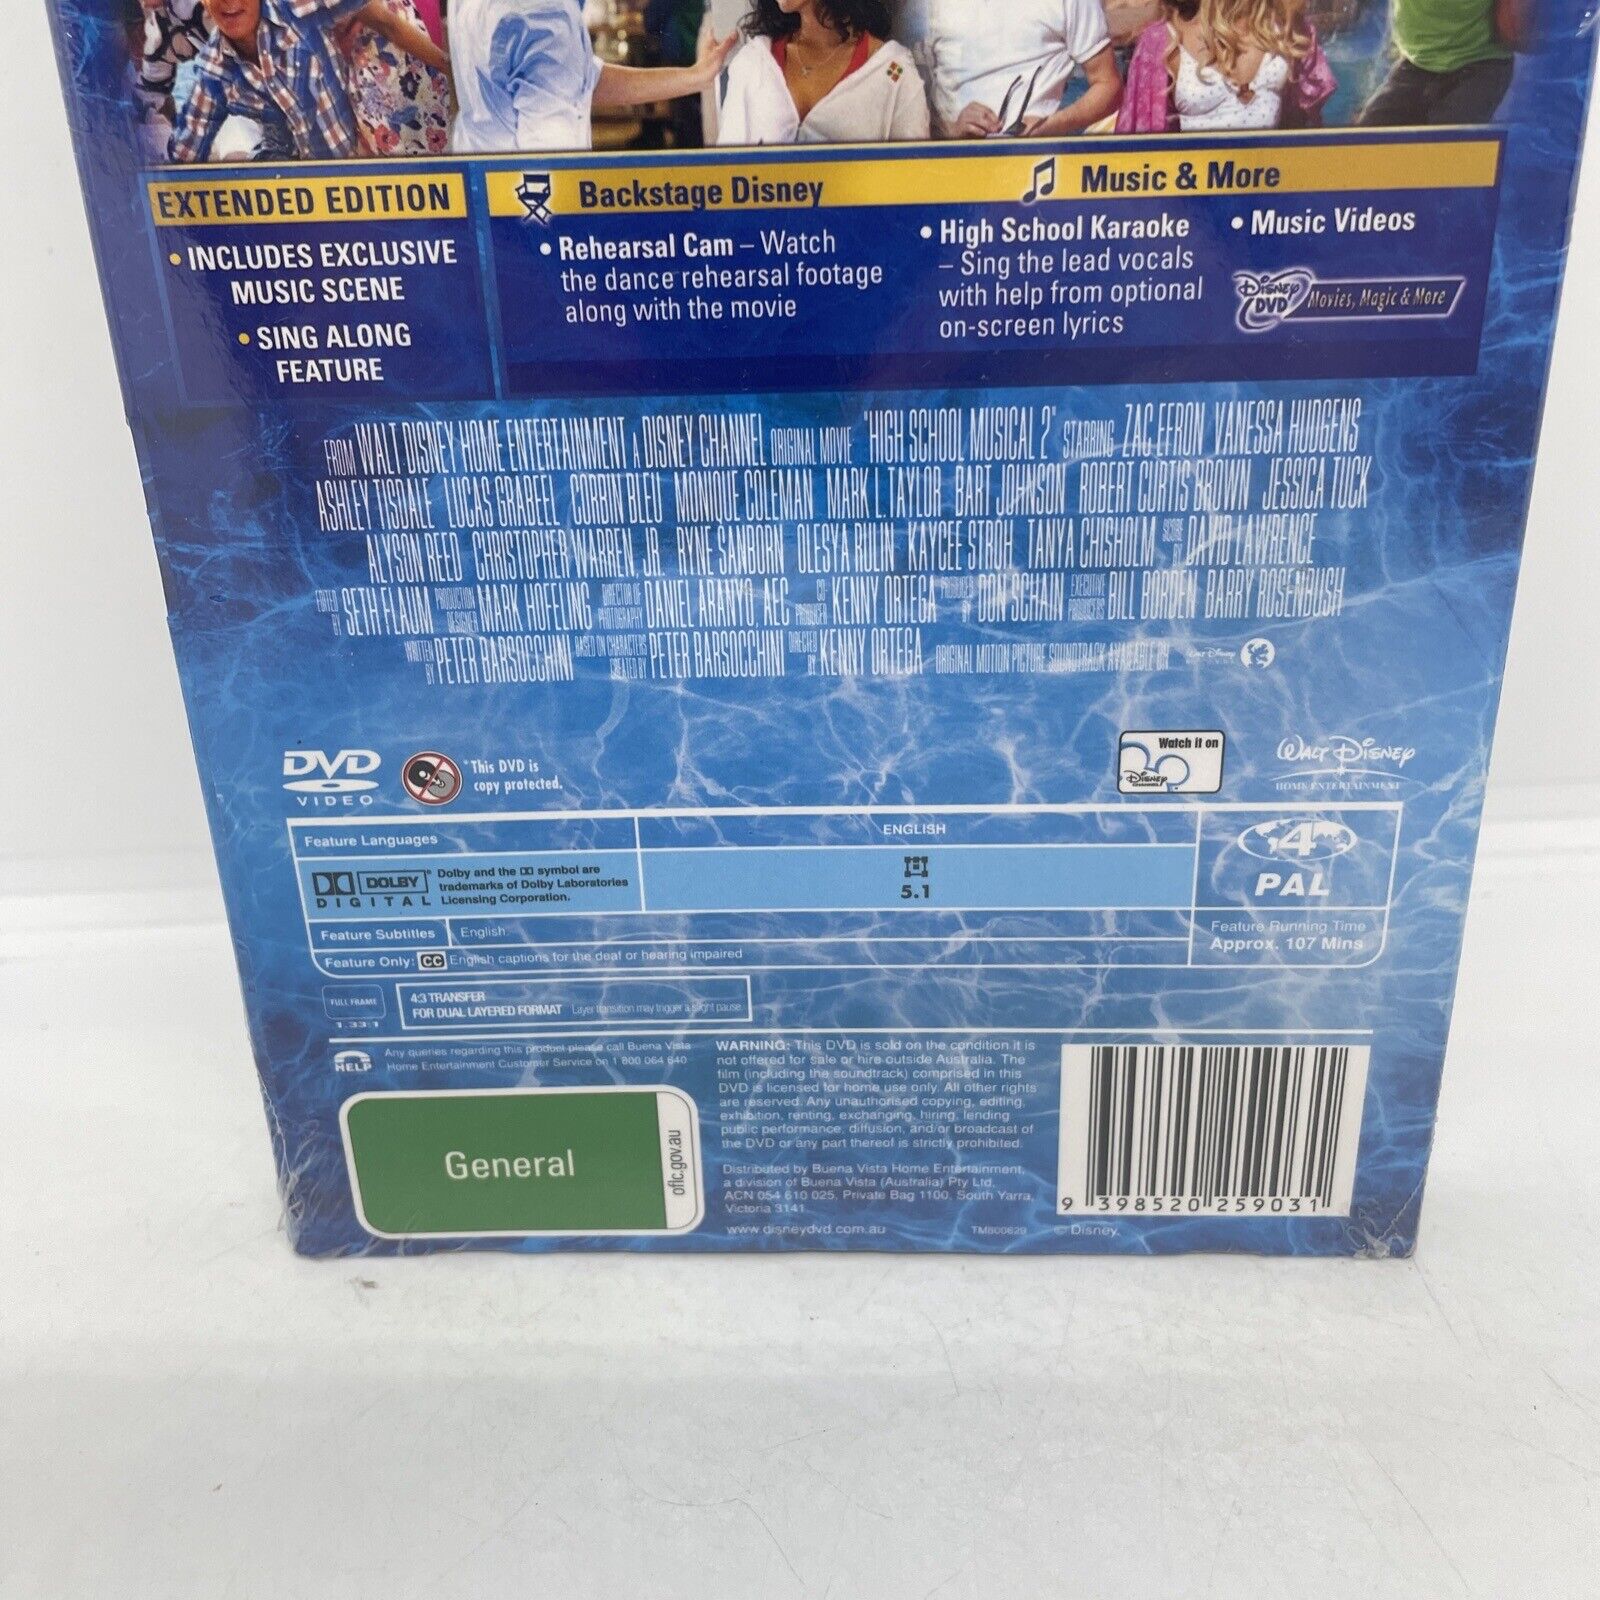 EXTENDED EDITION
• INCLUDES EXCLUSIVE
MUSIC SCENE
• SING ALONG
FEATURE
Backstage Disney
• Rehearsal Cam – Watch
the dance rehearsal footage
along with the movie
Music & More
• High School Karaoke
– Sing the lead vocals
with help from optional
on-screen lyrics
• Music Videos
Disney DVD Movies, Magic & More
FROM WALT DISNEY HOME ENTERTAINMENT A DISNEY CHANNEL ORIGINAL MOVIE "HIGH SCHOOL MUSICAL 2" STARRING ZAC EFRON VANESSA HUDGENS
ASHLEY TISDALE LUCAS GRABEEL CORBIN BLEU MONIQUE COLEMAN MARK L. TAYLOR BART JOHNSON ROBERT CURTIS BROWN JESSICA TUCK
ALYSON REED CHRISTOPHER WARREN, JR. RYNE SANBORN OLESYA RULIN KAYCEE STROH TANYA CHISHOLM SCORE BY DAVID LAWRENCE
EDITED BY SETH FLAUM PRODUCTION DESIGNER MARK HOFELING DIRECTOR OF PHOTOGRAPHY DANIEL ARANYO, AEC CO PRODUCER KENNY ORTEGA PRODUCED BY DON SCHAIN EXECUTIVE PRODUCERS BILL BORDEN BARRY ROSENBUSH
WRITTEN BY PETER BARSOCCHINI BASED ON CHARACTERS CREATED BY PETER BARSOCCHINI DIRECTED BY KENNY ORTEGA ORIGINAL MOTION PICTURE SOUNDTRACK AVAILABLE ON
DVD
VIDEO
*This DVD is
copy protected.
Watch it on
Disney
CHANNEL
WALT DISNEY
HOME ENTERTAINMENT
Feature Languages
ENGLISH
DOLBY
DIGITAL
Dolby and the DD symbol are
trademarks of Dolby Laboratories
Licensing Corporation.
5.1
4
PAL
Feature Subtitles
English
Feature Only: CC English captions for the deaf or hearing impaired
Feature Running Time
Approx. 107 Mins
FULL FRAME
1.33:1
4:3 TRANSFER
FOR DUAL LAYERED FORMAT Layer transition may trigger a slight pause
HELP
Any queries regarding this product please call Buena Vista
Home Entertainment Customer Service on 1 800 064 640
General
oflc.gov.au
WARNING: This DVD is sold on the condition it is
not offered for sale or hire outside Australia. The
film (including the soundtrack) comprised in this
DVD is licensed for home use only. All other rights
are reserved. Any unauthorised copying, editing,
exhibition, renting, exchanging, hiring, lending
public performance, diffusion, and/or broadcast of
the DVD or any part thereof is strictly prohibited.
Distributed by Buena Vista Home Entertainment,
a division of Buena Vista (Australia) Pty Ltd,
ACN 054 610 025, Private Bag 1100, South Yarra,
Victoria 3141
www.disneydvd.com.au
TM800629
© Disney.
9 398520 259031